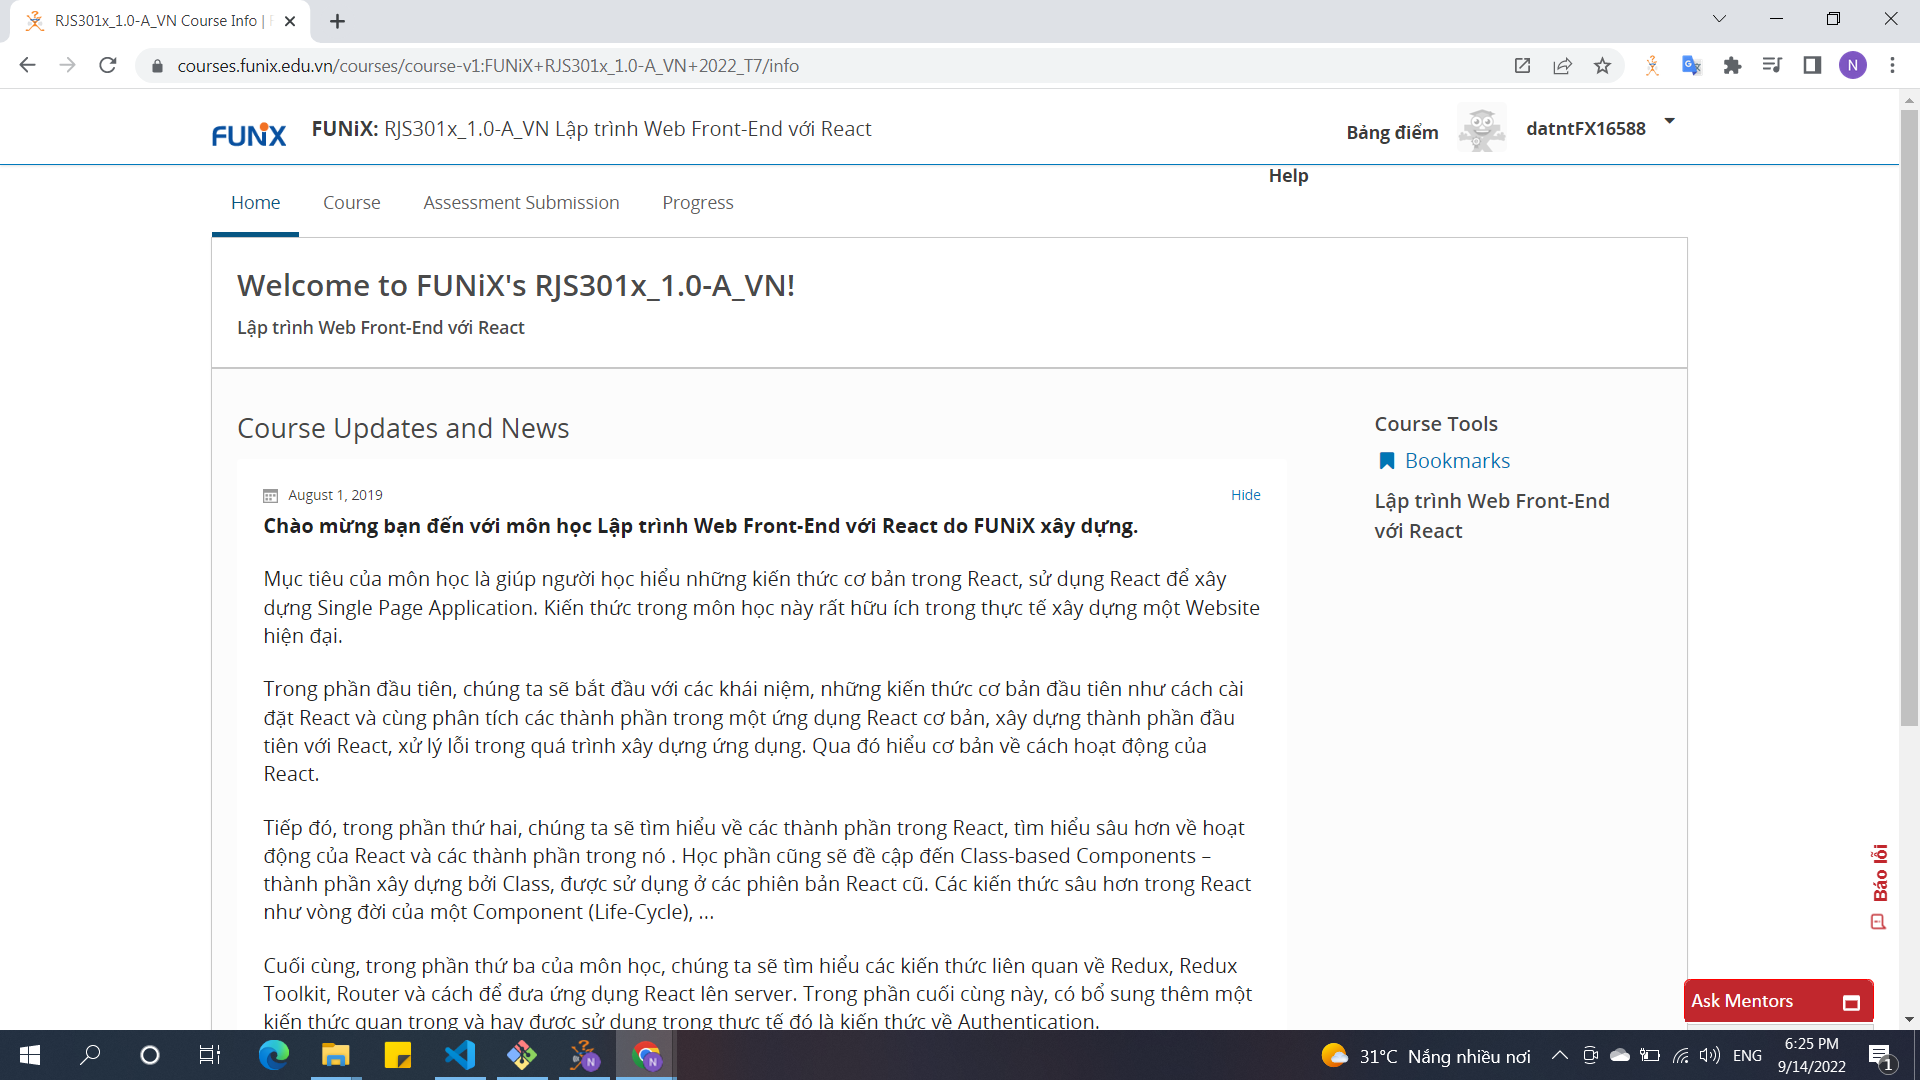 RJS301x_1.0-A_VN Course Info |
courses.funix.edu.vn/courses/course-v1:FUNiX+RJS301x_1.0-A_VN+2022_T7/info
N
FUNiX
FUNiX: RJS301x_1.0-A_VN Lập trình Web Front-End với React
Bảng điểm
datntFX16588
Help
Home
Course
Assessment Submission
Progress
Welcome to FUNiX's RJS301x_1.0-A_VN!
Lập trình Web Front-End với React
Course Updates and News
August 1, 2019
Hide
Chào mừng bạn đến với môn học Lập trình Web Front-End với React do FUNiX xây dựng.
Mục tiêu của môn học là giúp người học hiểu những kiến thức cơ bản trong React, sử dụng React để xây
dựng Single Page Application. Kiến thức trong môn học này rất hữu ích trong thực tế xây dựng một Website
hiện đại.
Trong phần đầu tiên, chúng ta sẽ bắt đầu với các khái niệm, những kiến thức cơ bản đầu tiên như cách cài
đặt React và cùng phân tích các thành phần trong một ứng dụng React cơ bản, xây dựng thành phần đầu
tiên với React, xử lý lỗi trong quá trình xây dựng ứng dụng. Qua đó hiểu cơ bản về cách hoạt động của
React.
Tiếp đó, trong phần thứ hai, chúng ta sẽ tìm hiểu về các thành phần trong React, tìm hiểu sâu hơn về hoạt
động của React và các thành phần trong nó . Học phần cũng sẽ đề cập đến Class-based Components –
thành phần xây dựng bởi Class, được sử dụng ở các phiên bản React cũ. Các kiến thức sâu hơn trong React
như vòng đời của một Component (Life-Cycle), ...
Cuối cùng, trong phần thứ ba của môn học, chúng ta sẽ tìm hiểu các kiến thức liên quan về Redux, Redux
Toolkit, Router và cách để đưa ứng dụng React lên server. Trong phần cuối cùng này, có bổ sung thêm một
kiến thức quan trọng và hay được sử dụng trong thực tế đó là kiến thức về Authentication.
Course Tools
Bookmarks
Lập trình Web Front-End
với React
Báo lỗi
Ask Mentors
31°C Nắng nhiều nơi
ENG
6:25 PM
9/14/2022
1